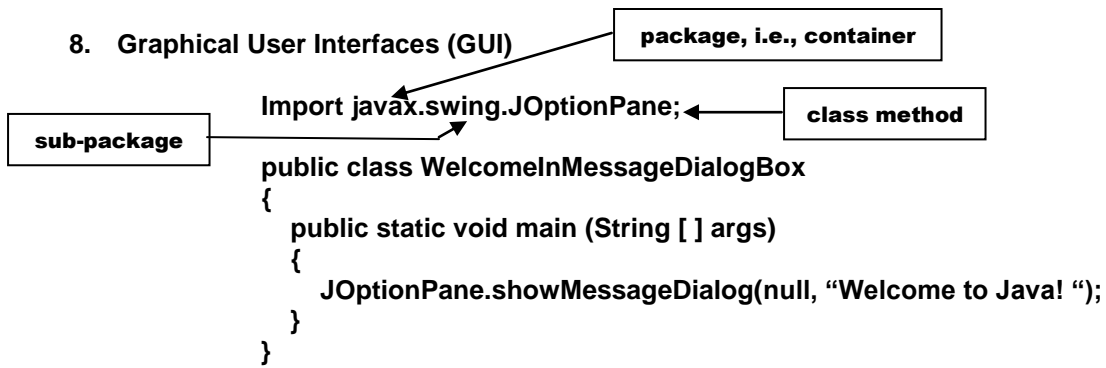 8. Graphical User Interfaces (GUI)
package, i.e., container
Import javax.swing.JOptionPane;
class method
sub-package
public class WelcomeInMessageDialogBox
{
public static void main (String [ ] args)
{
JOptionPane.showMessageDialog(null, “Welcome to Java! “);
}
}